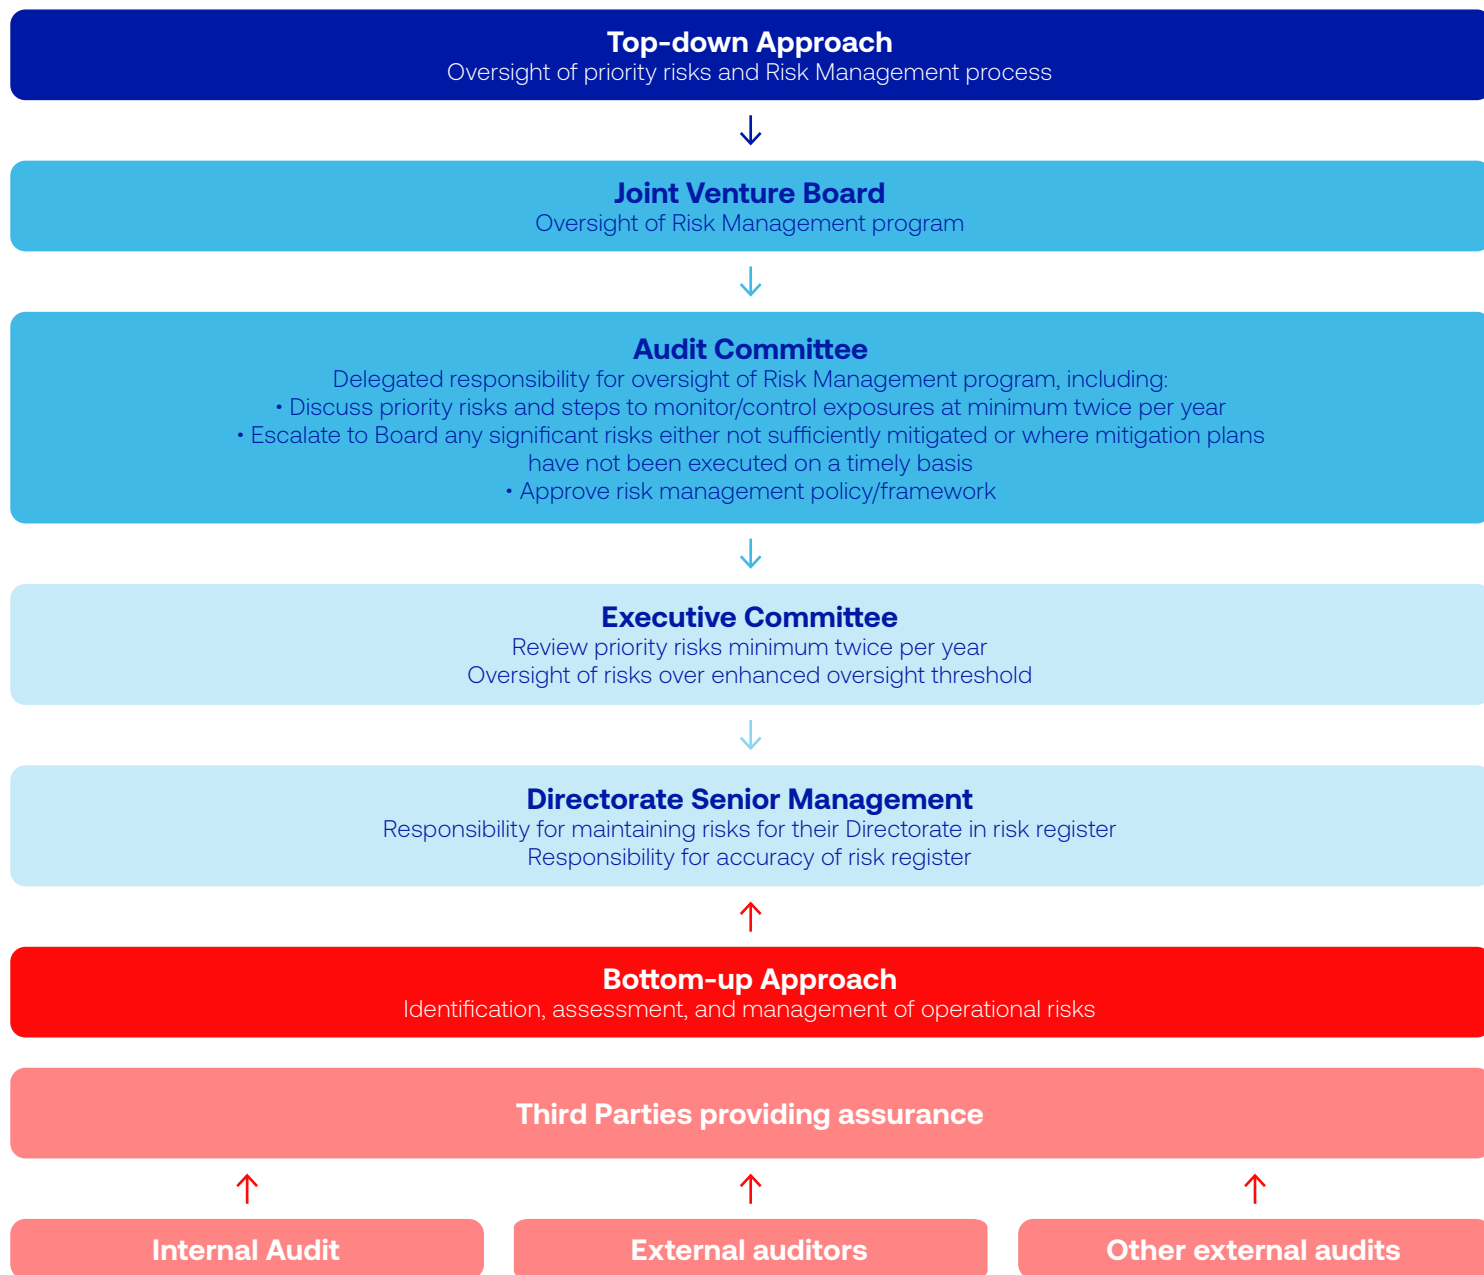 Top-down Approach
Oversight of priority risks and Risk Management process
Joint Venture Board
Oversight of Risk Management program
Audit Committee
Delegated responsibility for oversight of Risk Management program, including:
• Discuss priority risks and steps to monitor/control exposures at minimum twice per year
• Escalate to Board any significant risks either not sufficiently mitigated or where mitigation plans
have not been executed on a timely basis
• Approve risk management policy/framework
Executive Committee
Review priority risks minimum twice per year
Oversight of risks over enhanced oversight threshold
Directorate Senior Management
Responsibility for maintaining risks for their Directorate in risk register
Responsibility for accuracy of risk register
Bottom-up Approach
Identification, assessment, and management of operational risks
Third Parties providing assurance
Internal Audit
External auditors
Other external audits